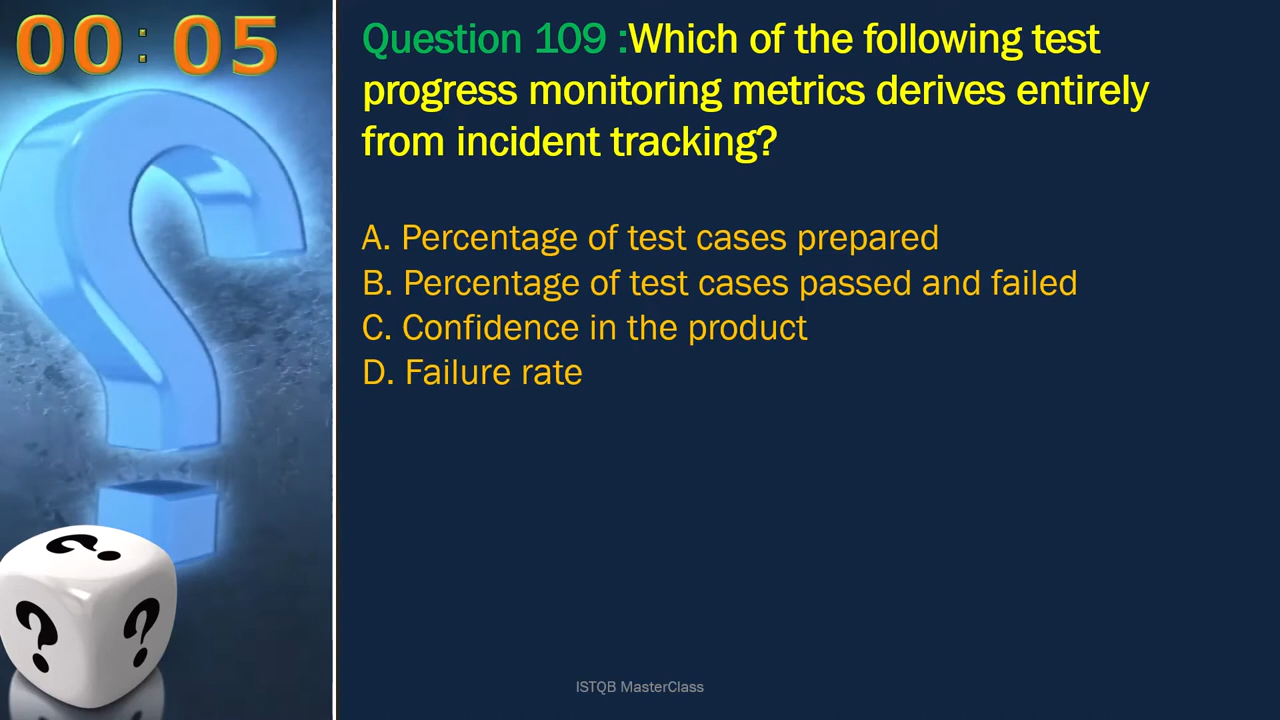 00:05
Question 109 :Which of the following test
progress monitoring metrics derives entirely
from incident tracking?
A. Percentage of test cases prepared
B. Percentage of test cases passed and failed
C. Confidence in the product
D. Failure rate
ISTQB MasterClass